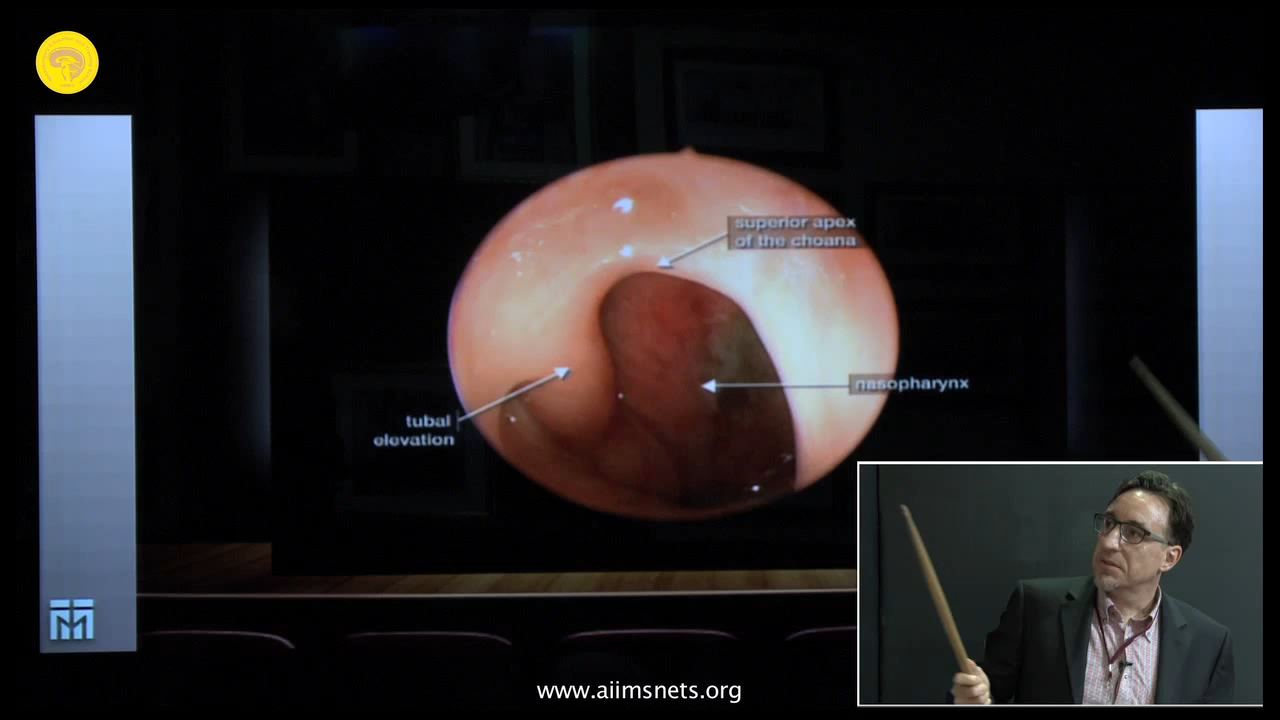 superior apex
of the choana
nasopharynx
tubal
elevation
www.aiimsnets.org